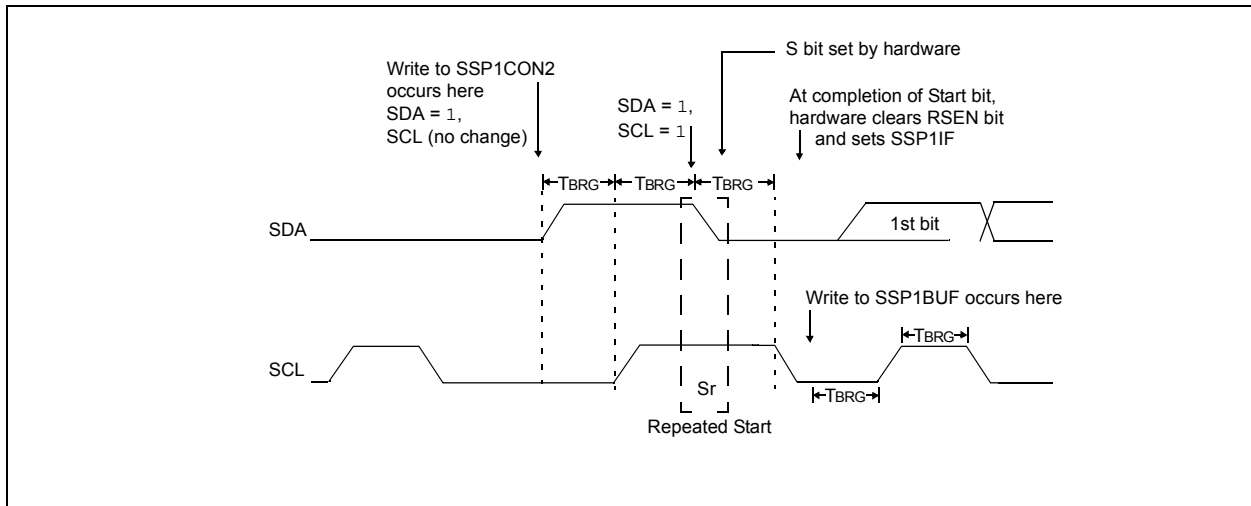 S bit set by hardware
Write to SSP1CON2
occurs here
SDA = 1,
SCL (no change)
SDA = 1,
SCL = 1
At completion of Start bit,
hardware clears RSEN bit
and sets SSP1IF
TBRG TBRG TBRG
SDA
1st bit
Write to SSP1BUF occurs here
TBRG
SCL
Sr
TBRG
Repeated Start